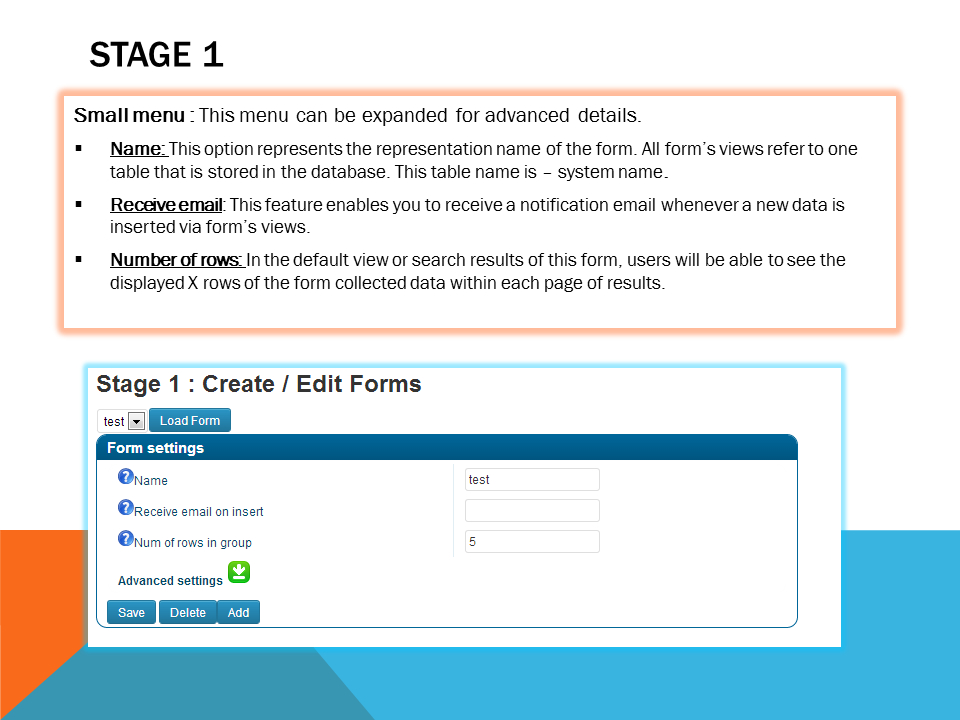 STAGE 1
Small menu : This menu can be expanded for advanced details.
▪ Name: This option represents the representation name of the form. All form's views refer to one
table that is stored in the database. This table name is – system name.
▪ Receive email: This feature enables you to receive a notification email whenever a new data is
inserted via form's views.
▪ Number of rows: In the default view or search results of this form, users will be able to see the
displayed X rows of the form collected data within each page of results.
Stage 1 : Create / Edit Forms
test Load Form
Form settings
? Name test
? Receive email on insert
? Num of rows in group 5
Advanced settings
Save Delete Add